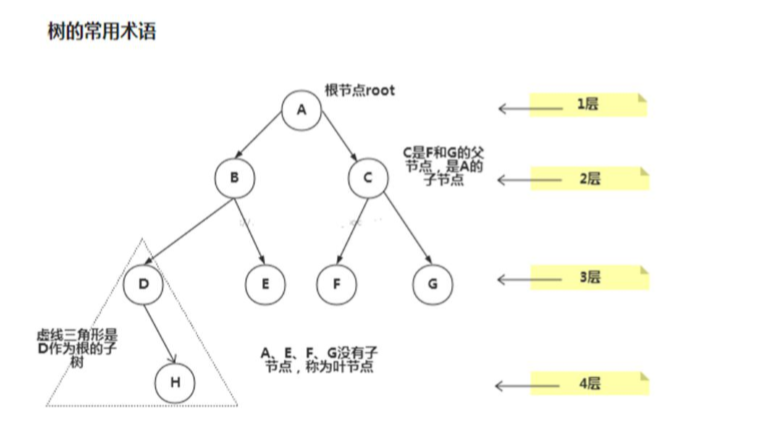 树的常用术语
根节点root
A
1层
C是F和G的父
节点，是A的
子节点
B
C
2层
D
E
F
G
3层
虚线三角形是
D作为根的子
树
A、E、F、G没有子
节点，称为叶节点
H
4层